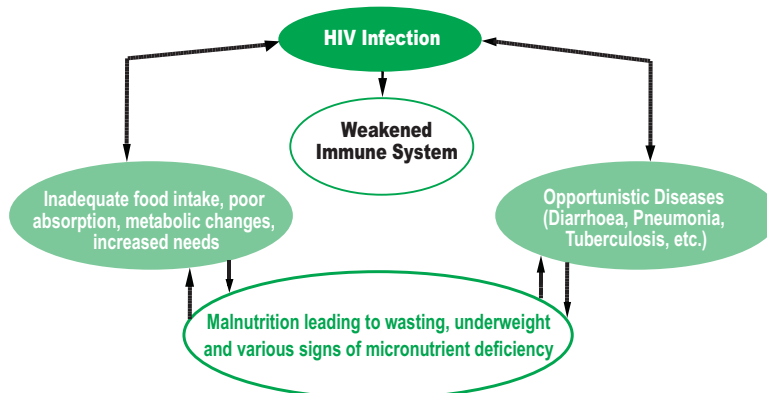 HIV Infection
Weakened
Immune System
Inadequate food intake, poor
absorption, metabolic changes,
increased needs
Opportunistic Diseases
(Diarrhoea, Pneumonia,
Tuberculosis, etc.)
Malnutrition leading to wasting, underweight
and various signs of micronutrient deficiency